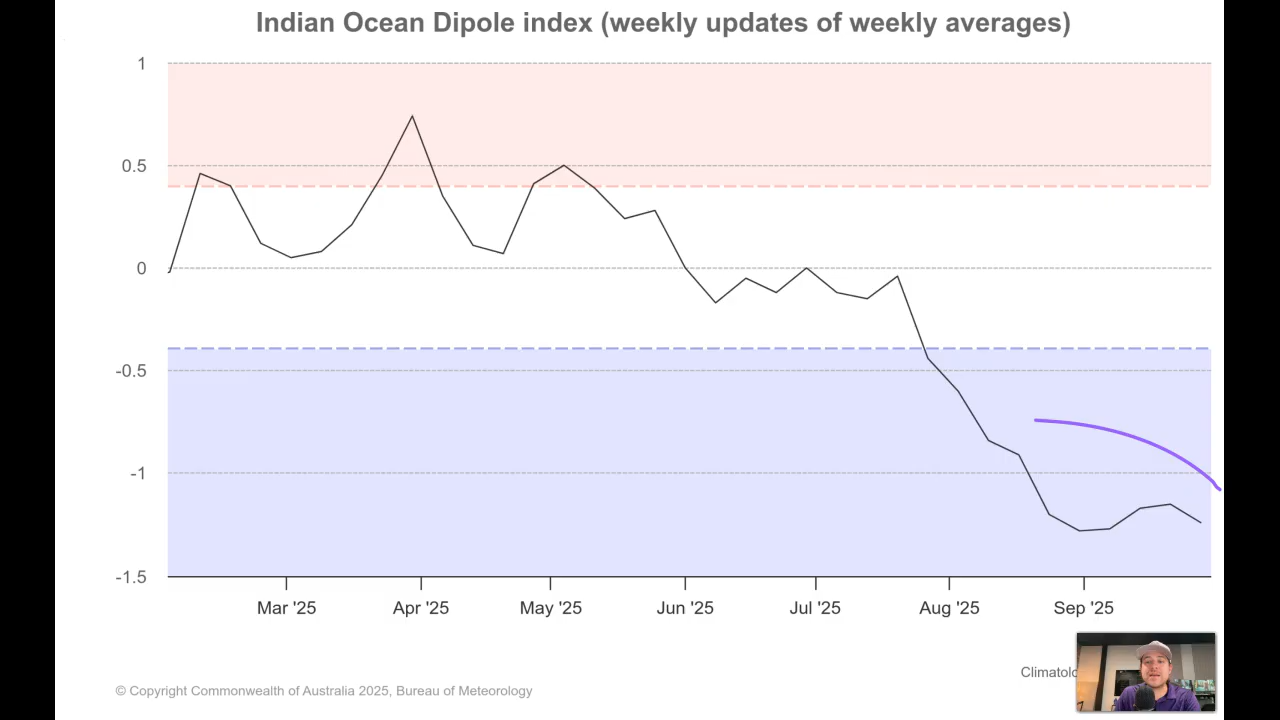 Indian Ocean Dipole index (weekly updates of weekly averages)
1
0.5
0
-0.5
-1
-1.5
Mar '25 Apr '25 May '25 Jun '25 Jul '25 Aug '25 Sep '25
© Copyright Commonwealth of Australia 2025, Bureau of Meteorology